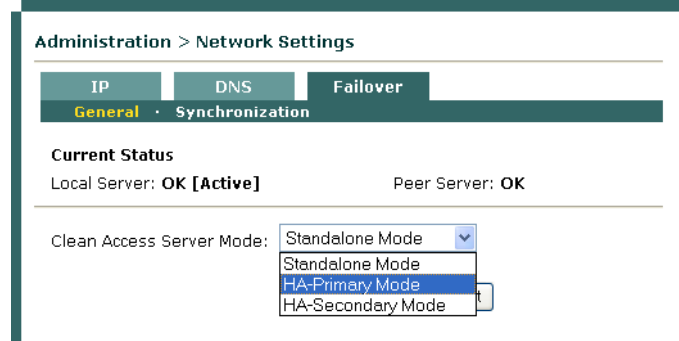 Administration > Network Settings
IP DNS Failover
General · Synchronization
Current Status
Local Server: OK [Active] Peer Server: OK
Clean Access Server Mode: Standalone Mode
Standalone Mode
HA-Primary Mode
HA-Secondary Mode